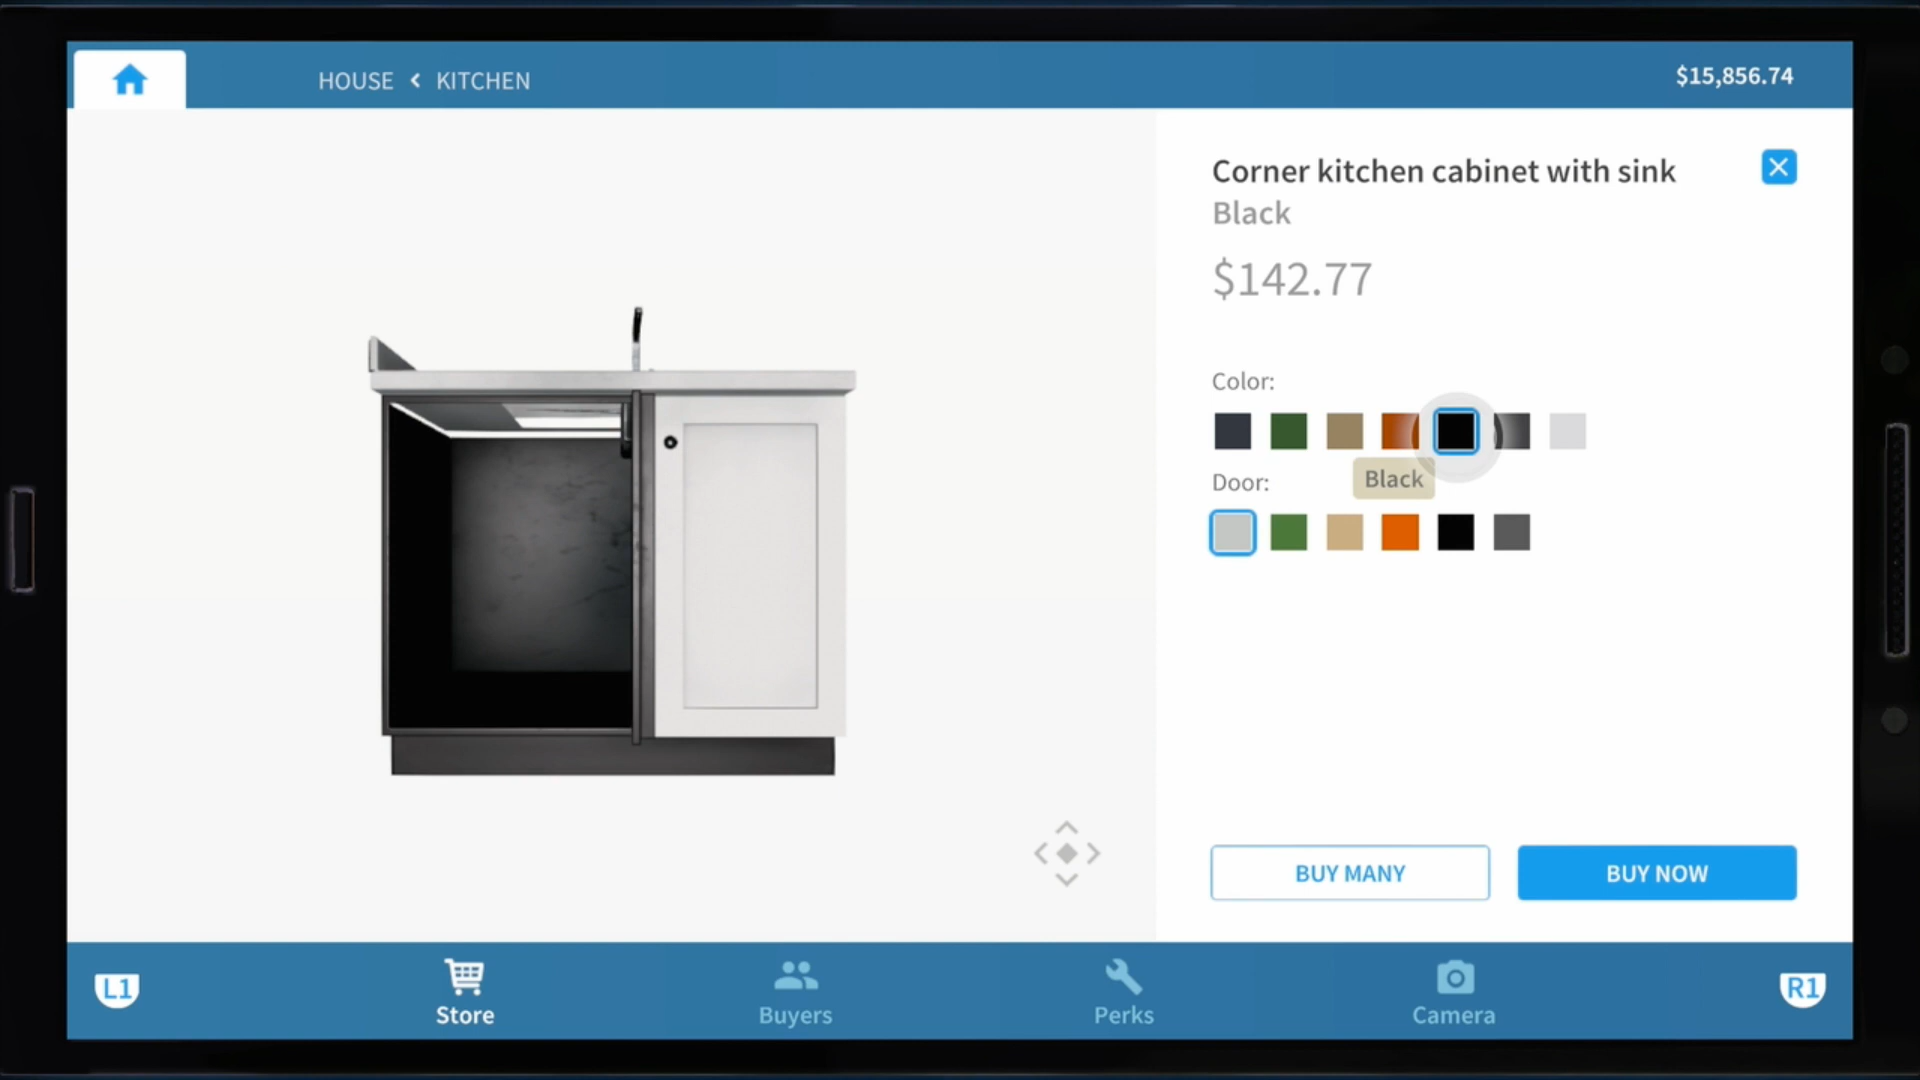 HOUSE < KITCHEN
$15,856.74
Corner kitchen cabinet with sink
Black
$142.77
Color:
Black
Door:
BUY MANY
BUY NOW
L1
Store
Buyers
Perks
Camera
R1